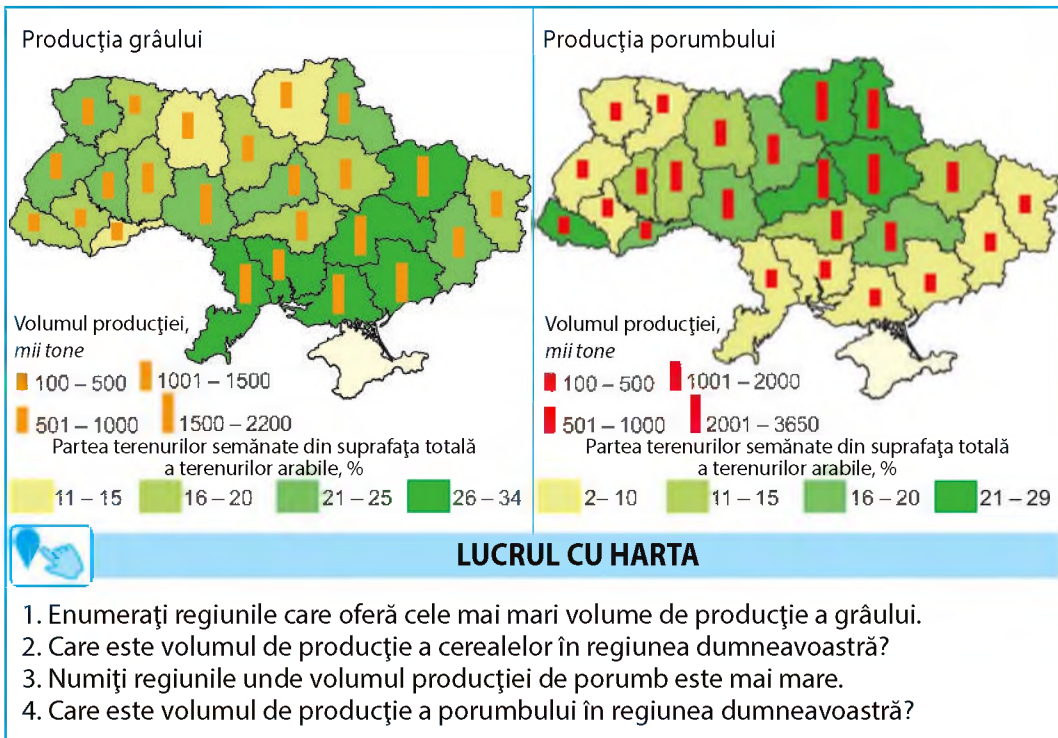 Producţia grâului
Volumul producţiei,
mii tone
100 – 500
1001 – 1500
501 – 1000
1500 – 2200
Partea terenurilor semănate din suprafaţa totală
a terenurilor arabile, %
11 – 15
16 – 20
21 – 25
26 – 34
Producţia porumbului
Volumul producţiei,
mii tone
100 – 500
1001 – 2000
501 – 1000
2001 – 3650
Partea terenurilor semănate din suprafaţa totală
a terenurilor arabile, %
2– 10
11 – 15
16 – 20
21 – 29
LUCRUL CU HARTA
1. Enumeraţi regiunile care oferă cele mai mari volume de producţie a grâului.
2. Care este volumul de producţie a cerealelor în regiunea dumneavoastră?
3. Numiţi regiunile unde volumul producţiei de porumb este mai mare.
4. Care este volumul de producţie a porumbului în regiunea dumneavoastră?